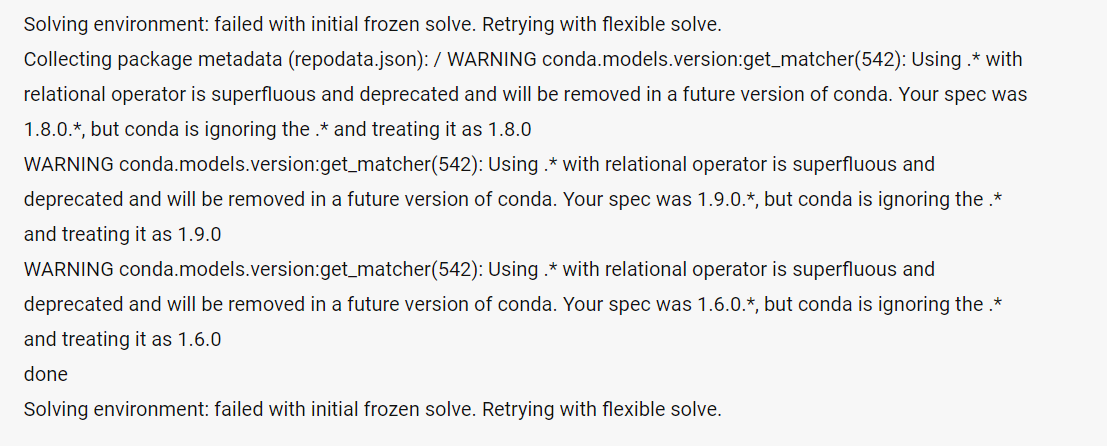 Solving environment: failed with initial frozen solve. Retrying with flexible solve.
Collecting package metadata (repodata.json): / WARNING conda.models.version:get_matcher(542): Using .* with
relational operator is superfluous and deprecated and will be removed in a future version of conda. Your spec was
1.8.0.*, but conda is ignoring the .* and treating it as 1.8.0
WARNING conda.models.version:get_matcher(542): Using .* with relational operator is superfluous and
deprecated and will be removed in a future version of conda. Your spec was 1.9.0.*, but conda is ignoring the .*
and treating it as 1.9.0
WARNING conda.models.version:get_matcher(542): Using .* with relational operator is superfluous and
deprecated and will be removed in a future version of conda. Your spec was 1.6.0.*, but conda is ignoring the .*
and treating it as 1.6.0
done
Solving environment: failed with initial frozen solve. Retrying with flexible solve.